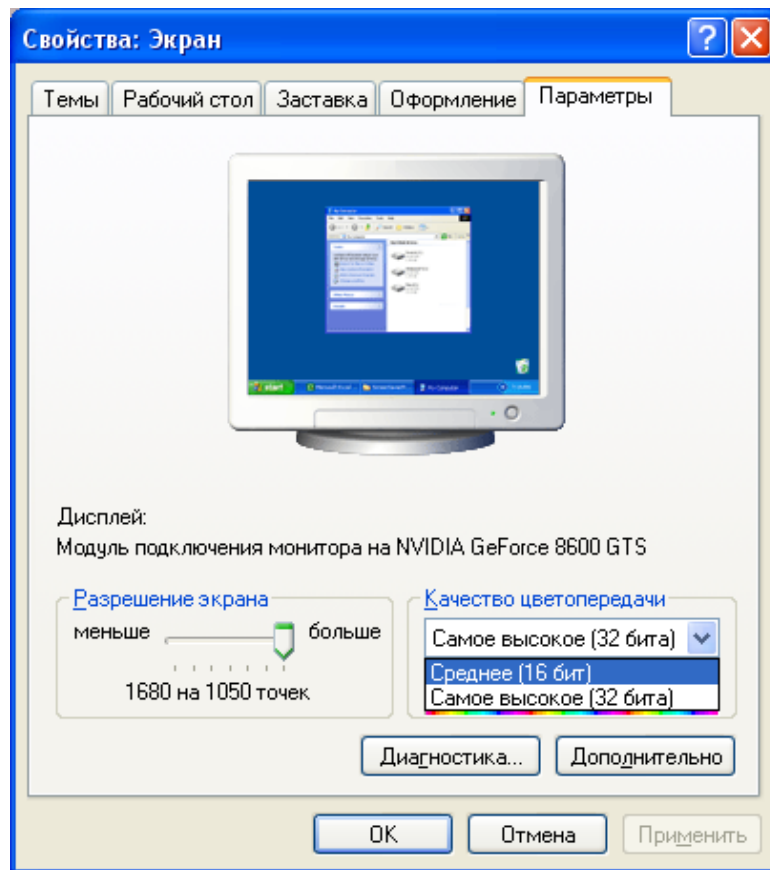 Свойства: Экран
Темы Рабочий стол Заставка Оформление Параметры
start
Дисплей:
Модуль подключения монитора на NVIDIA GeForce 8600 GTS
Разрешение экрана
меньше больше
1680 на 1050 точек
Качество цветопередачи
Самое высокое (32 бита)
Среднее (16 бит)
Самое высокое (32 бита)
Диагностика... Дополнительно
ОК Отмена Применить